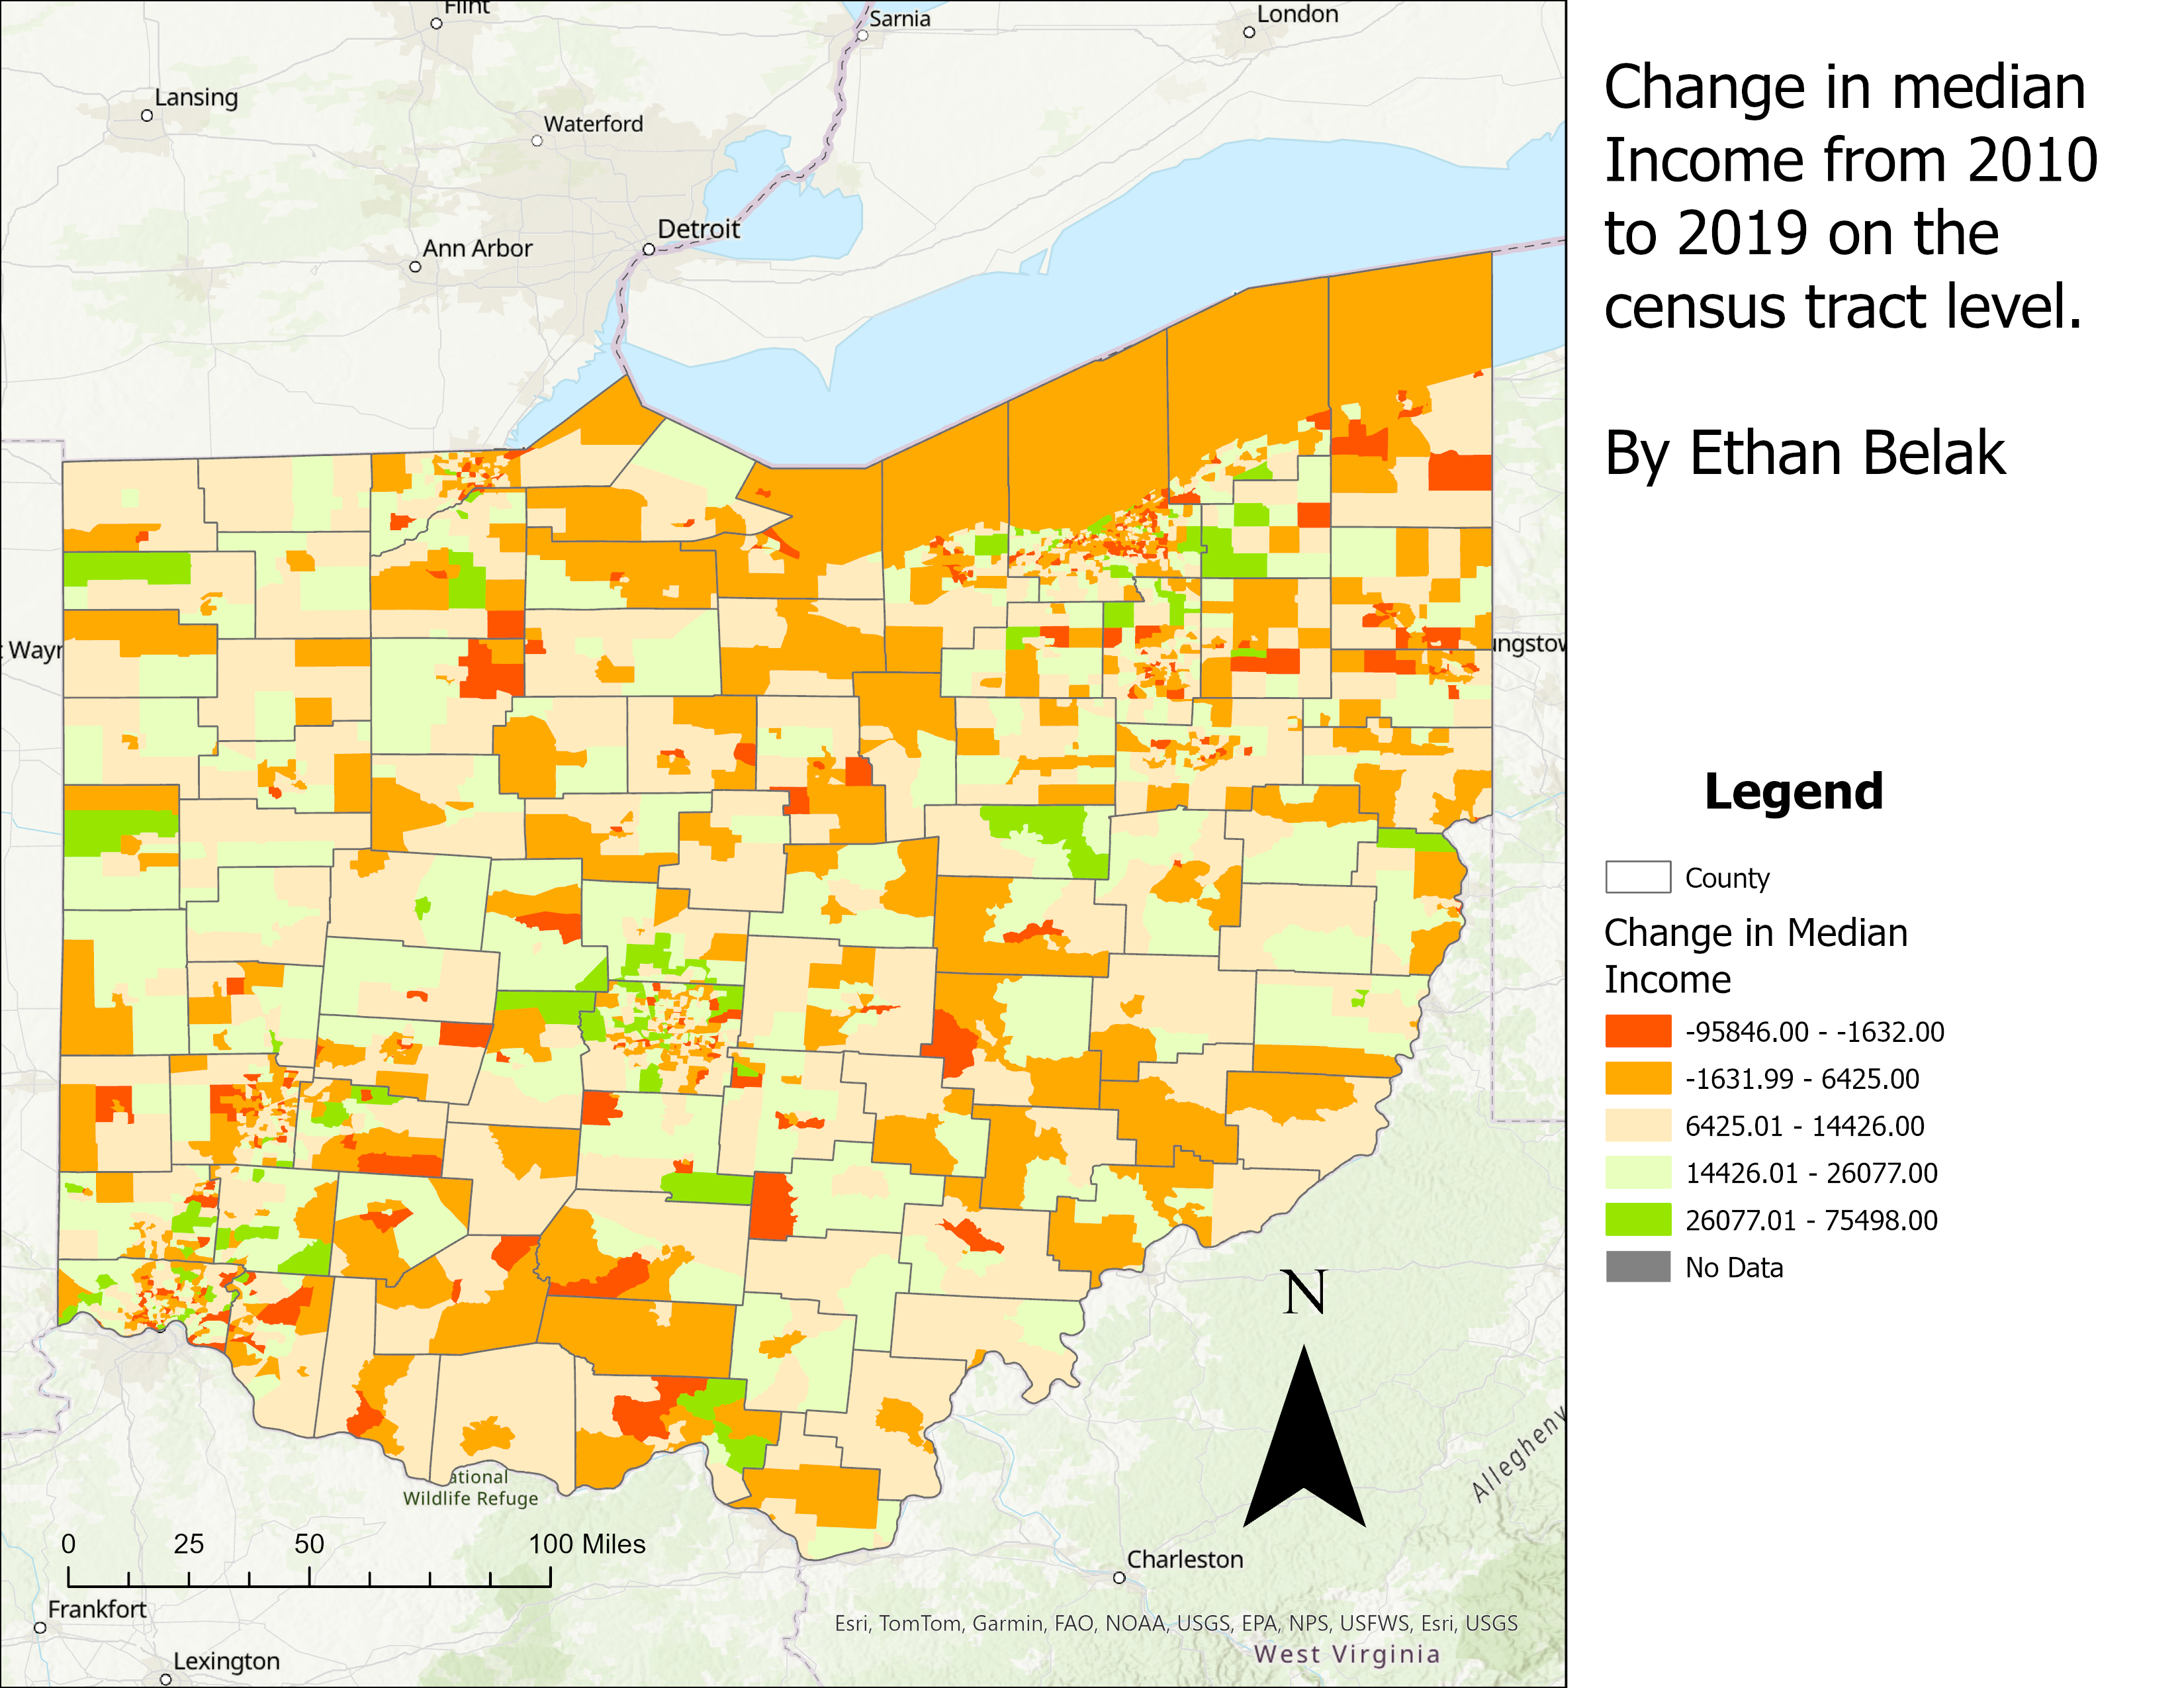 Flint
Sarnia
London
Lansing
Waterford
Detroit
Ann Arbor
Wayn
ungstow
Change in median
Income from 2010
to 2019 on the
census tract level.
By Ethan Belak
Legend
County
Change in Median
Income
-95846.00 - -1632.00
-1631.99 - 6425.00
6425.01 - 14426.00
14426.01 - 26077.00
26077.01 - 75498.00
No Data
N
Allegheny
ational
Wildlife Refuge
0 25 50 100 Miles
Charleston
Frankfort
Esri, TomTom, Garmin, FAO, NOAA, USGS, EPA, NPS, USFWS, Esri, USGS
West Virginia
Lexington